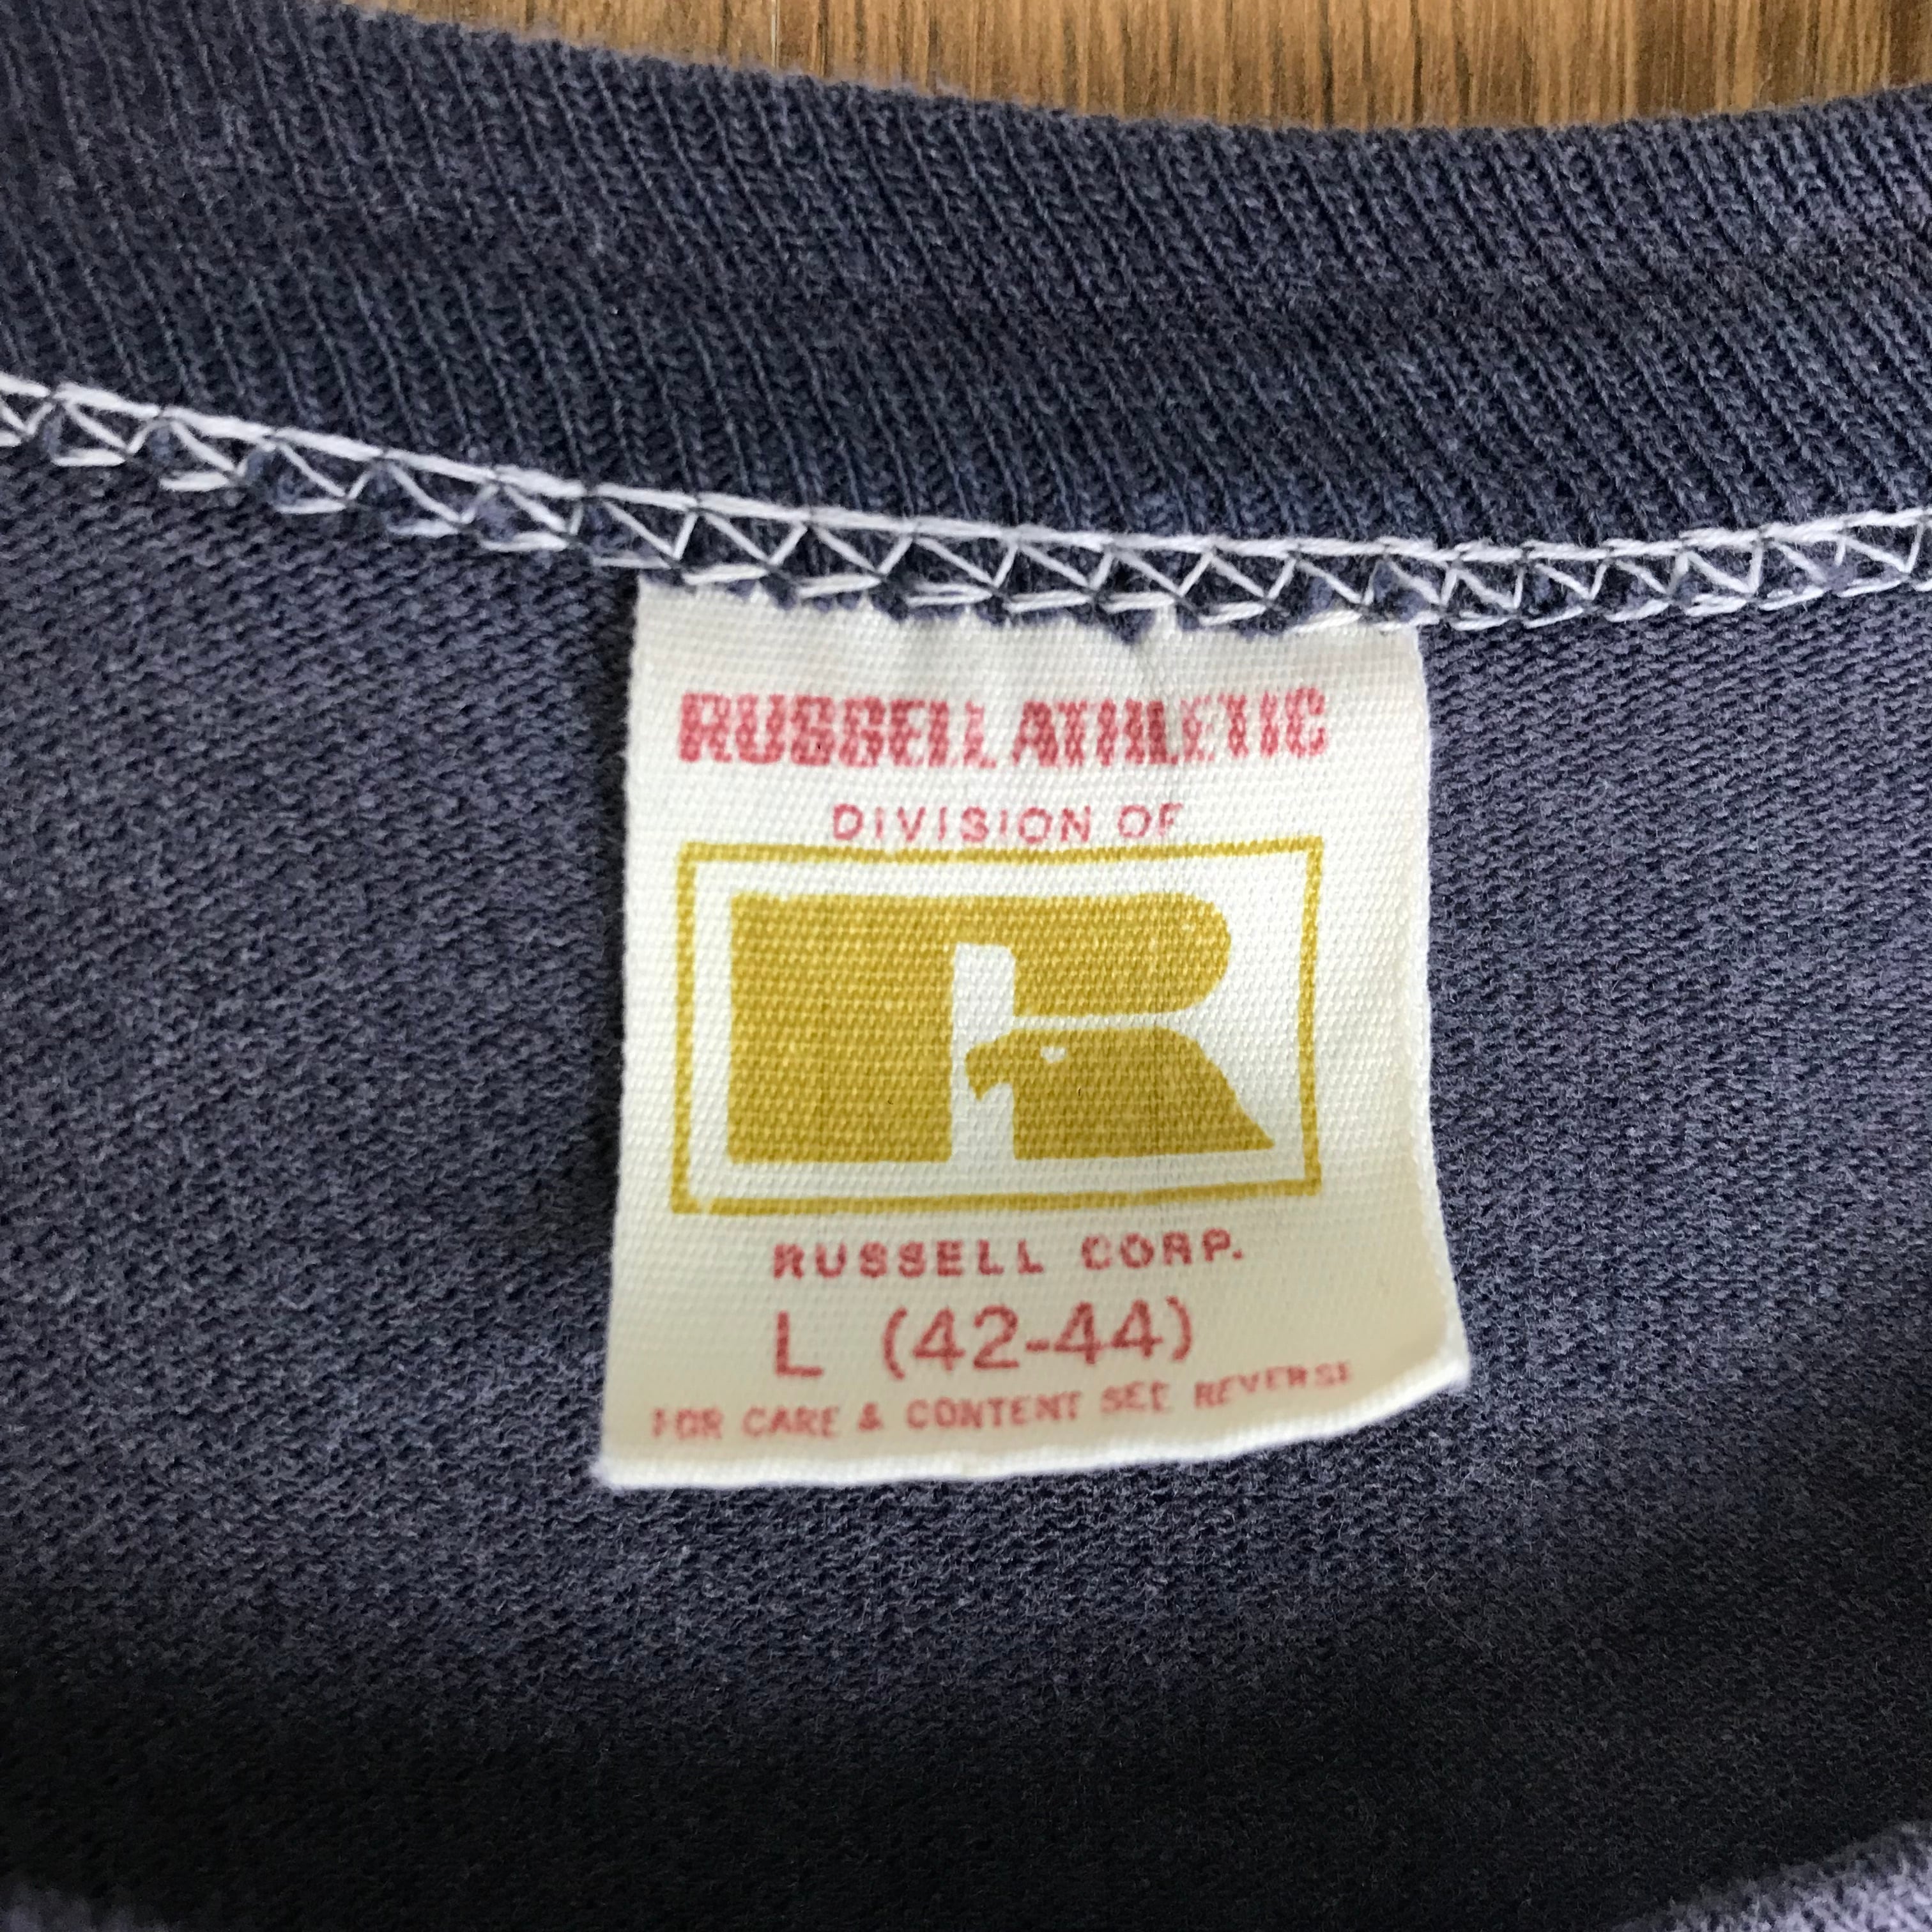 RUSSELL ATHLETIC
DIVISION OF
R
RUSSELL CORP.
L (42-44)
FOR CARE & CONTENT SEE REVERSE